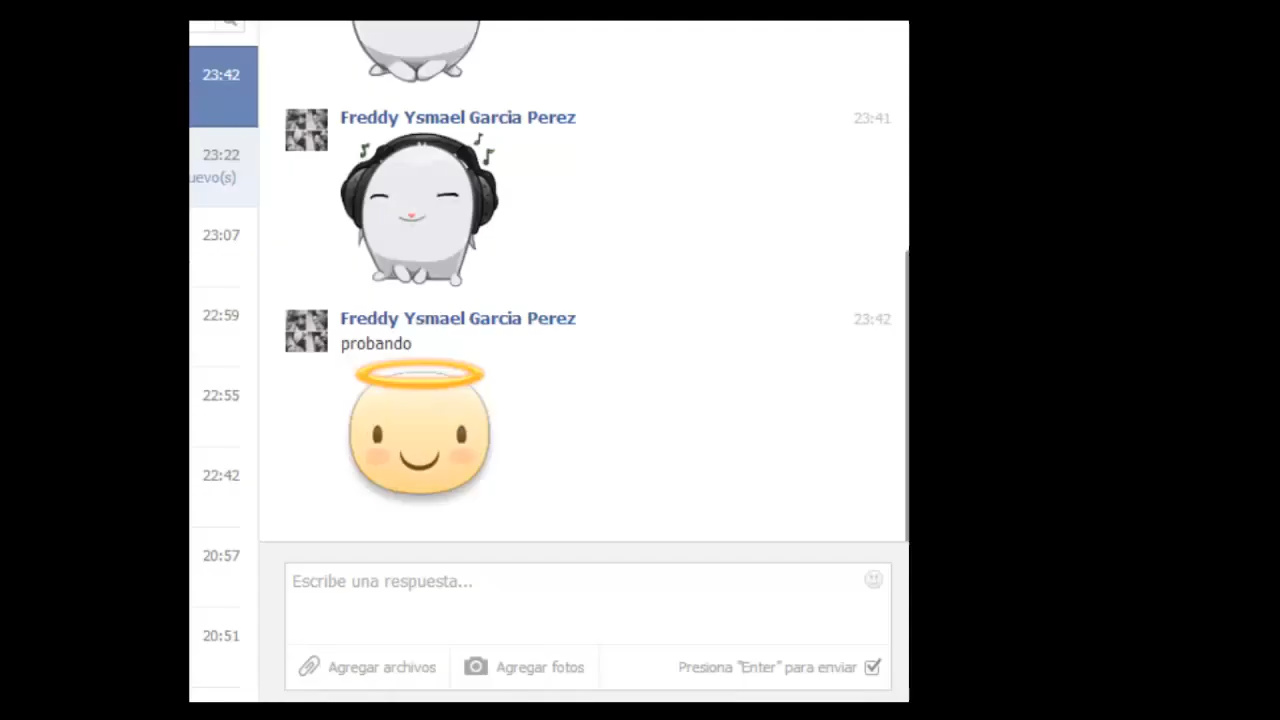 23:42
23:22
uevo(s)
23:07
22:59
22:55
22:42
20:57
20:51
Freddy Ysmael Garcia Perez 23:41
Freddy Ysmael Garcia Perez 23:42
probando
Escribe una respuesta...
Agregar archivos Agregar fotos Presiona "Enter" para enviar